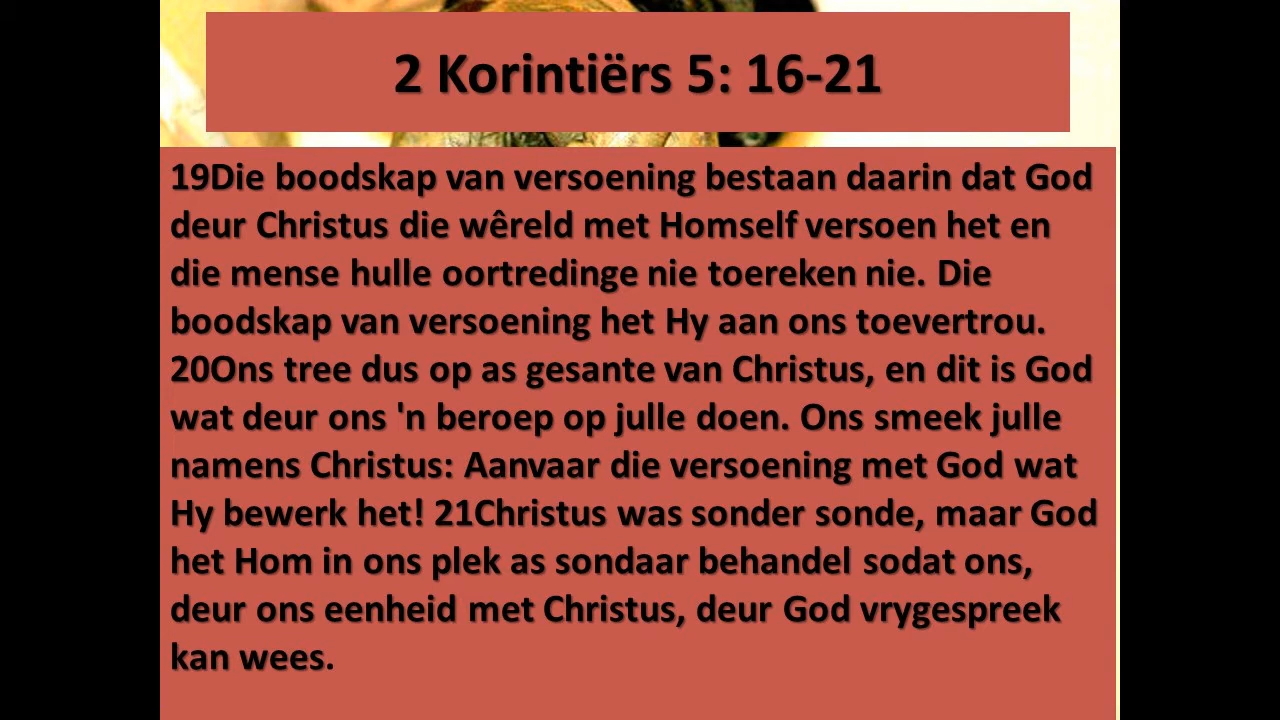 2 Korintiërs 5: 16-21
19Die boodskap van versoening bestaan daarin dat God
deur Christus die wêreld met Homself versoen het en
die mense hulle oortredinge nie toereken nie. Die
boodskap van versoening het Hy aan ons toevertrou.
20Ons tree dus op as gesante van Christus, en dit is God
wat deur ons 'n beroep op julle doen. Ons smeek julle
namens Christus: Aanvaar die versoening met God wat
Hy bewerk het! 21Christus was sonder sonde, maar God
het Hom in ons plek as sondaar behandel sodat ons,
deur ons eenheid met Christus, deur God vrygespreek
kan wees.